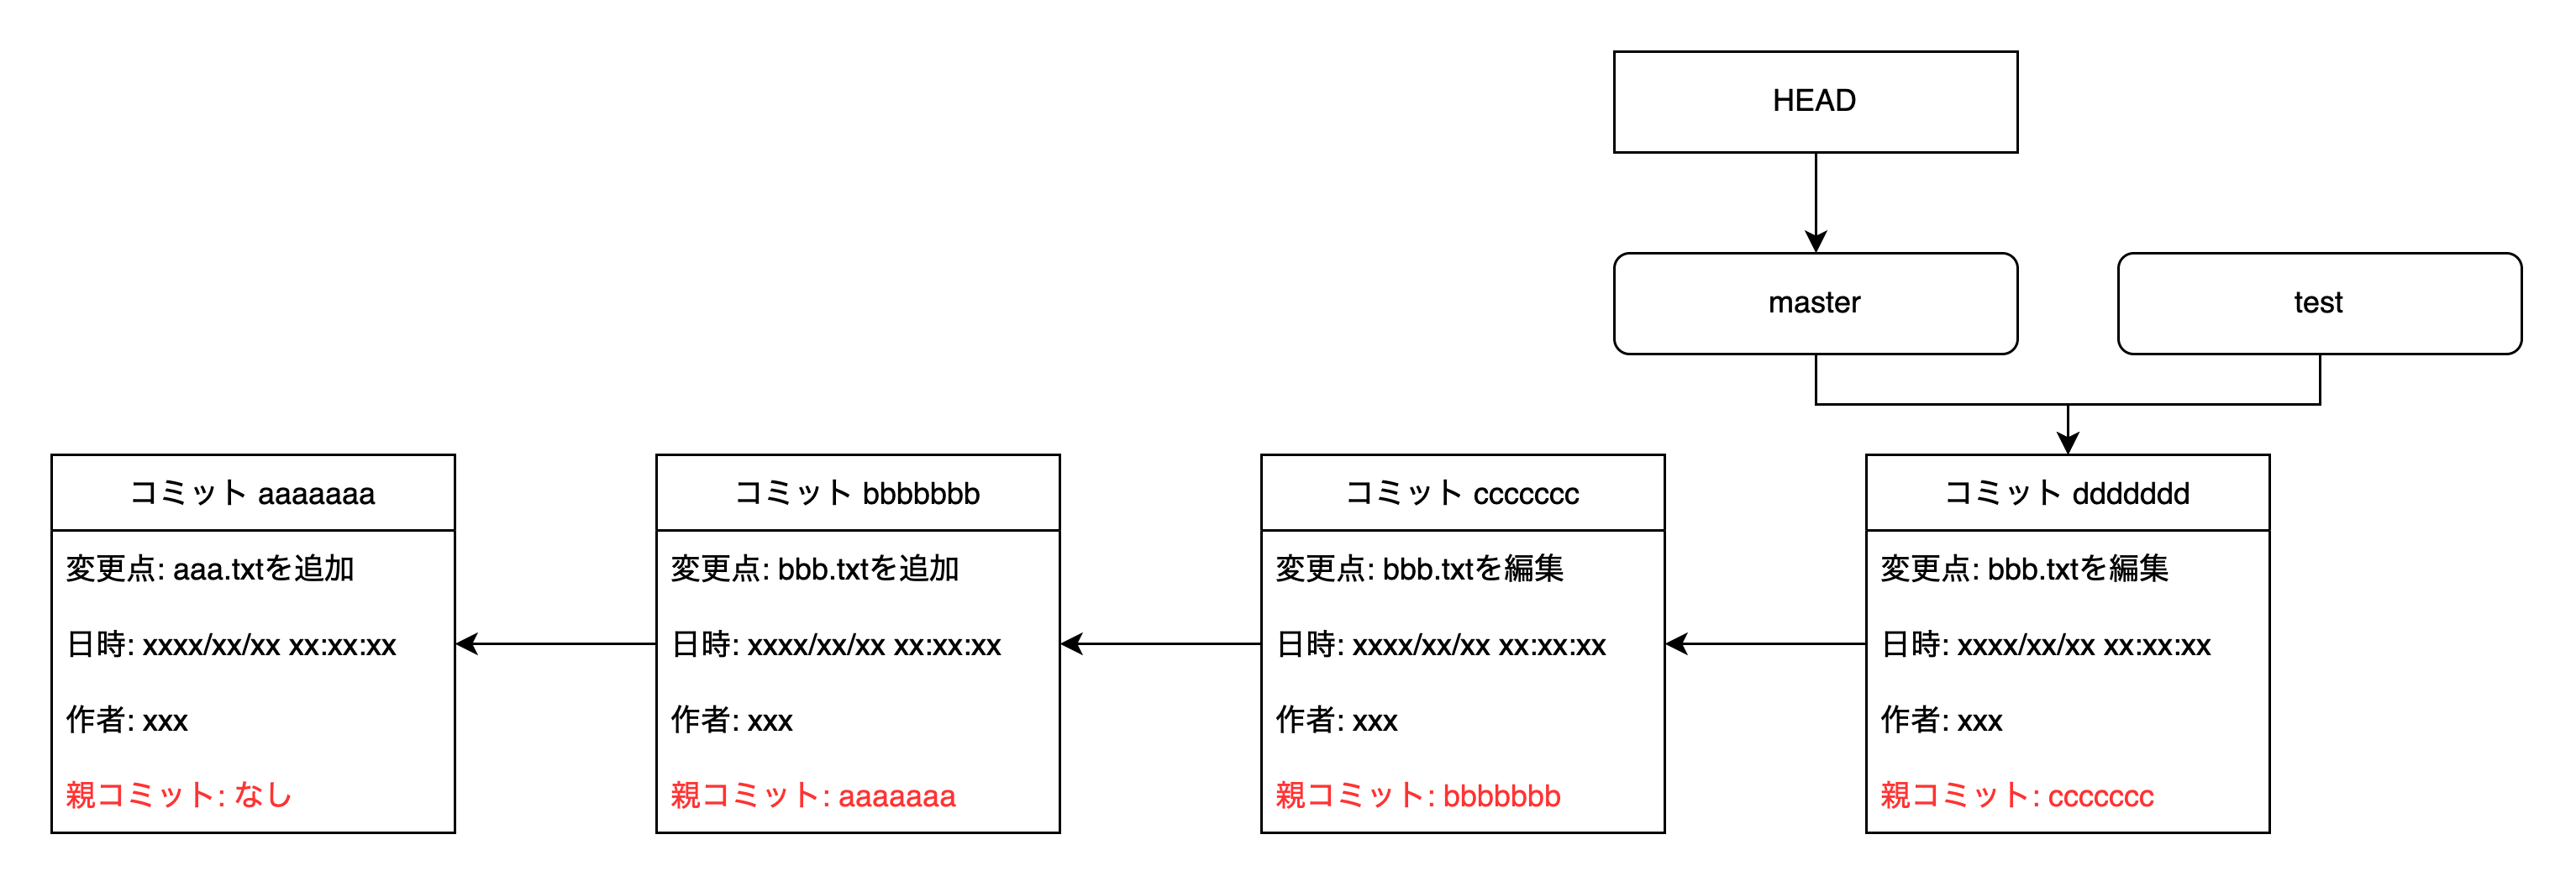 HEAD
master
test
コミット aaaaaaa
変更点: aaa.txtを追加
日時: xxxx/xx/xx xx:xx:xx
作者: xxx
親コミット: なし
コミット bbbbbbb
変更点: bbb.txtを追加
日時: xxxx/xx/xx xx:xx:xx
作者: xxx
親コミット: aaaaaaa
コミット ccccccc
変更点: bbb.txtを編集
日時: xxxx/xx/xx xx:xx:xx
作者: xxx
親コミット: bbbbbbb
コミット ddddddd
変更点: bbb.txtを編集
日時: xxxx/xx/xx xx:xx:xx
作者: xxx
親コミット: ccccccc